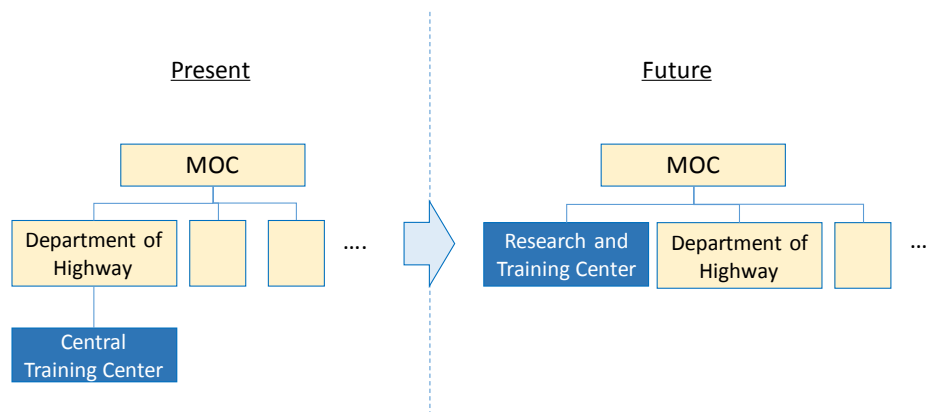 Present
MOC
Department of
Highway
....
Central
Training Center
Future
MOC
Research and
Training Center
Department of
Highway
...